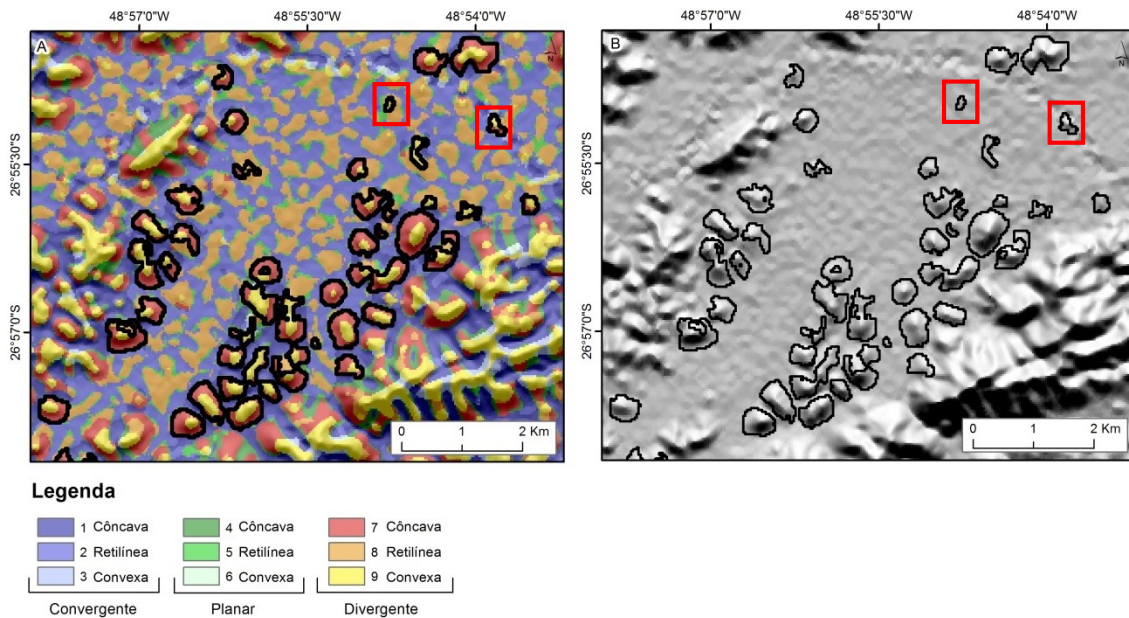 48°57'0"W 48°55'30"W 48°54'0"W 48°57'0"W 48°55'30"W 48°54'0"W
A N B N
26°55'30"S 26°55'30"S
26°57'0"S 26°57'0"S
0 1 2 Km 0 1 2 Km
Legenda
1 Côncava 4 Côncava 7 Côncava
2 Retilínea 5 Retilínea 8 Retilínea
3 Convexa 6 Convexa 9 Convexa
Convergente Planar Divergente